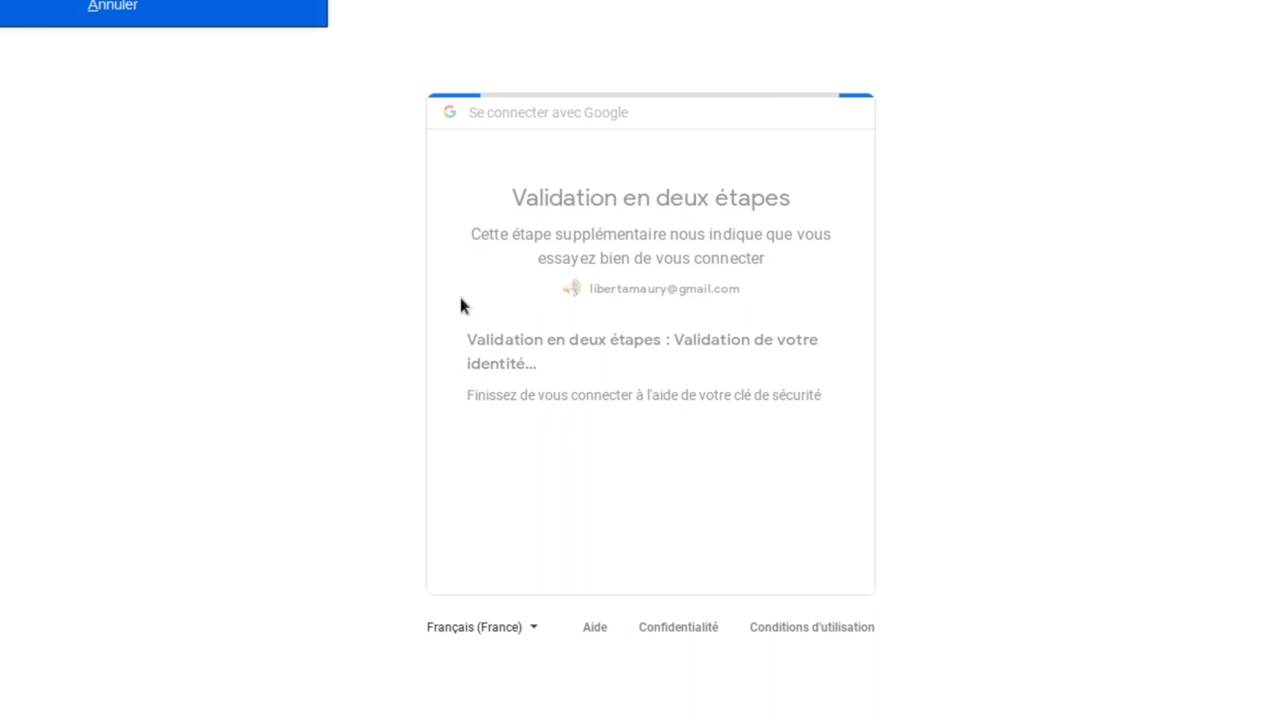 Annuler
Se connecter avec Google
Validation en deux étapes
Cette étape supplémentaire nous indique que vous
essayez bien de vous connecter
libertamaury@gmail.com
Validation en deux étapes : Validation de votre
identité...
Finissez de vous connecter à l'aide de votre clé de sécurité
Français (France) Aide Confidentialité Conditions d'utilisation